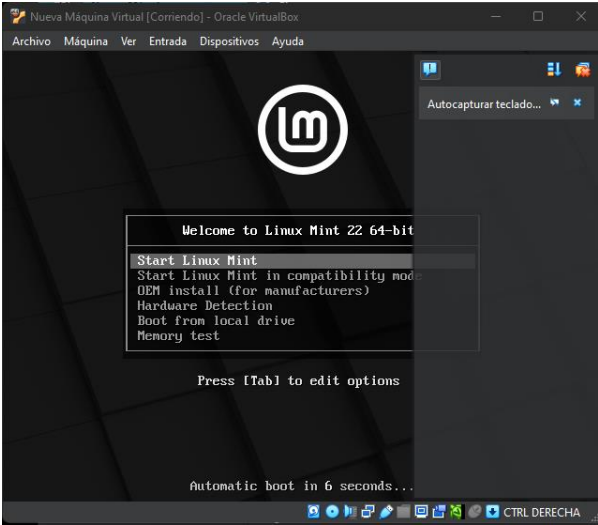 Nueva Máquina Virtual [Corriendo] - Oracle VirtualBox
Archivo Máquina Ver Entrada Dispositivos Ayuda
Autocapturar teclado...
Welcome to Linux Mint 22 64-bit
Start Linux Mint
Start Linux Mint in compatibility mode
OEM install (for manufacturers)
Hardware Detection
Boot from local drive
Memory test
Press [Tab] to edit options
Automatic boot in 6 seconds...
CTRL DERECHA